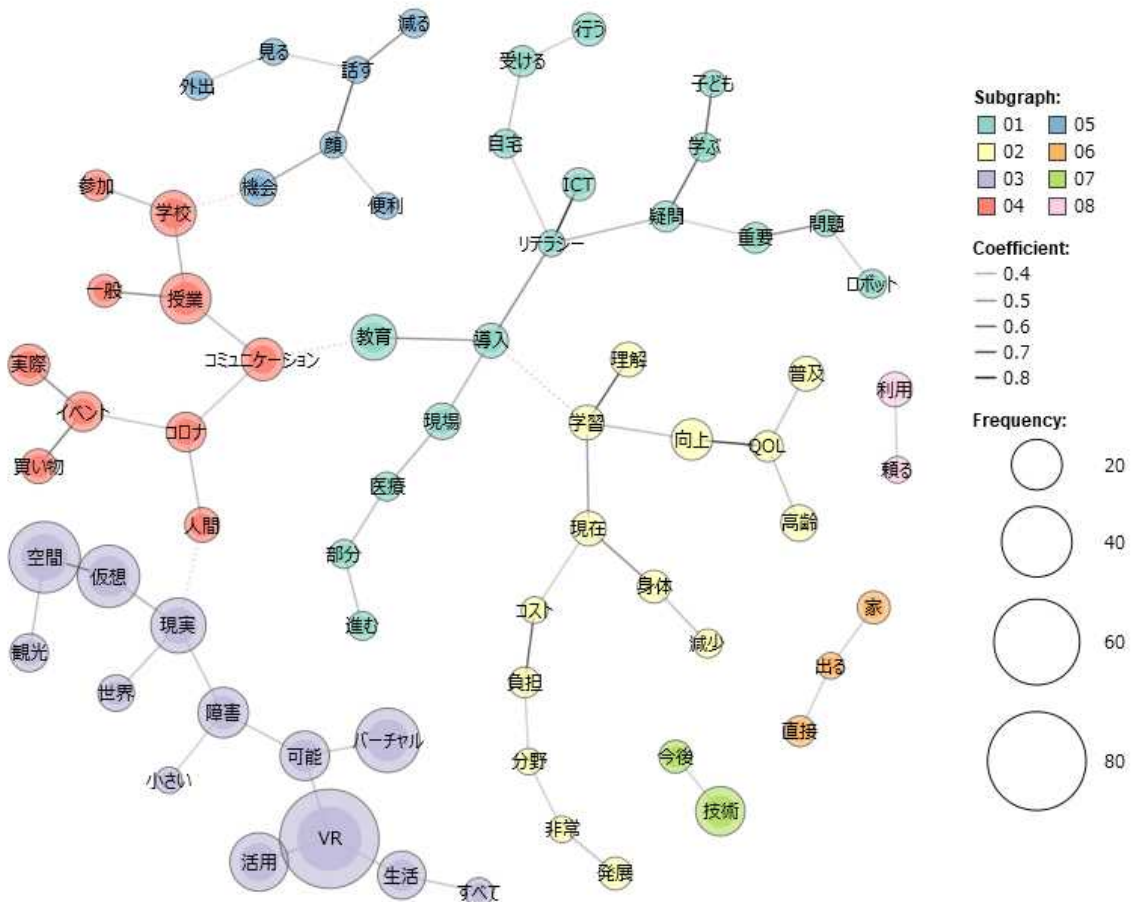 減る
行う
見る
受ける
話す
外出
子ども
自宅
学ぶ
顔
参加
機会
ICT
便利
学校
疑問
問題
重要
リテラシー
ロボット
一般
授業
教育
導入
コミュニケーション
実際
理解
普及
利用
イベント
コロナ
現場
学習
向上
QOL
買い物
頼る
医療
人間
現在
高齢
空間
仮想
部分
身体
現実
進む
コスト
家
観光
減少
出る
世界
負担
障害
直接
可能
バーチャル
小さい
分野
今後
VR
技術
活用
生活
非常
発展
すべて
Subgraph:
01 05
02 06
03 07
04 08
Coefficient:
0.4
0.5
0.6
0.7
0.8
Frequency:
20
40
60
80